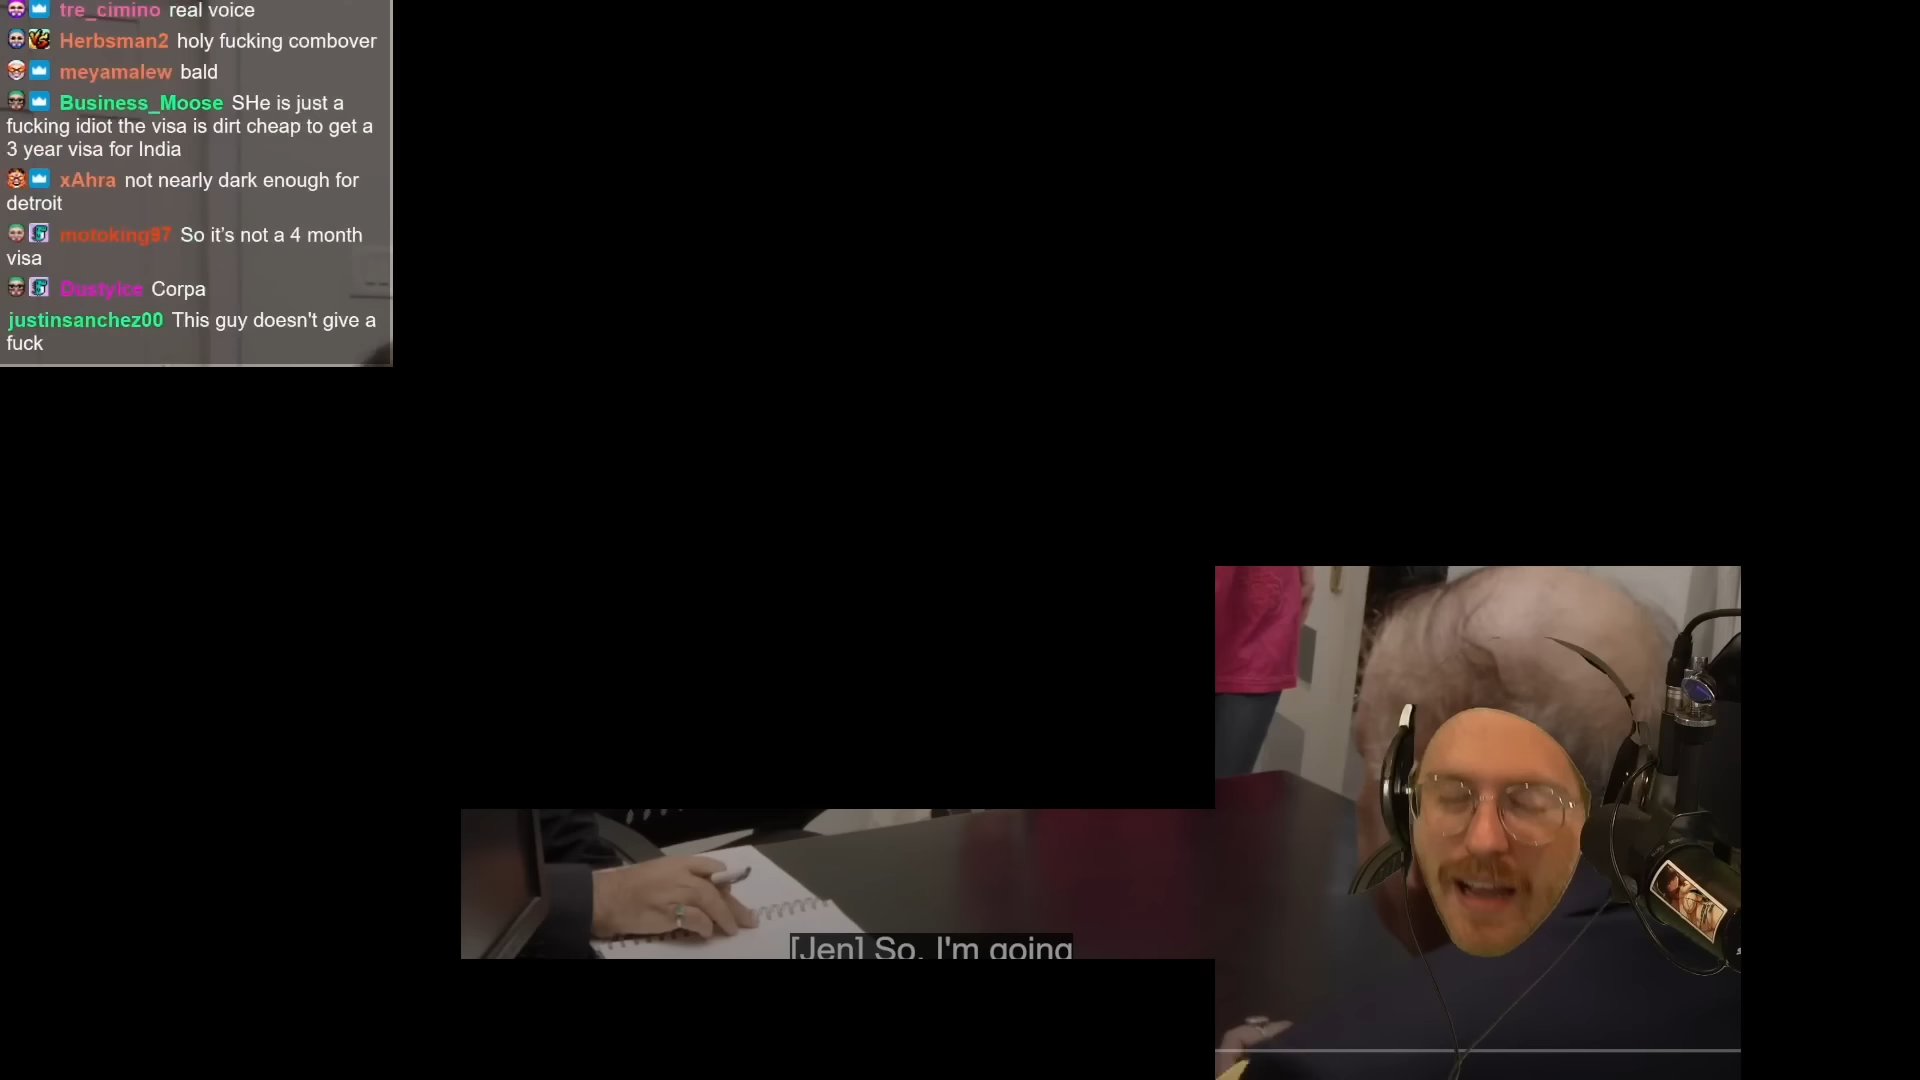 tre_cimino real voice
Herbsman2 holy fucking combover
meyamalew bald
Business_Moose SHe is just a
fucking idiot the visa is dirt cheap to get a
3 year visa for India
xAhra not nearly dark enough for
detroit
motoking97 So it's not a 4 month
visa
DustyIce Corpa
justinsanchez00 This guy doesn't give a
fuck
[Jen] So, I'm going